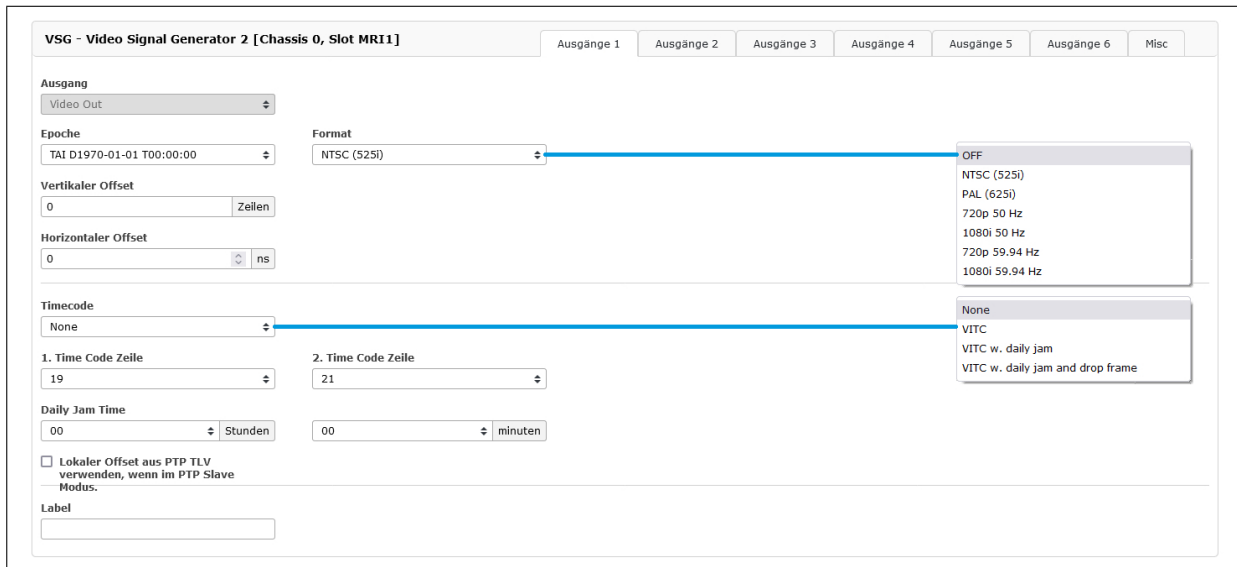 VSG - Video Signal Generator 2 [Chassis 0, Slot MRI1]
Ausgänge 1
Ausgänge 2
Ausgänge 3
Ausgänge 4
Ausgänge 5
Ausgänge 6
Misc
Ausgang
Video Out
Epoche
Format
TAI D1970-01-01 T00:00:00
NTSC (525i)
OFF
NTSC (525i)
PAL (625i)
720p 50 Hz
1080i 50 Hz
720p 59.94 Hz
1080i 59.94 Hz
Vertikaler Offset
0 Zeilen
Horizontaler Offset
0 ns
Timecode
None
None
VITC
VITC w. daily jam
VITC w. daily jam and drop frame
1. Time Code Zeile
2. Time Code Zeile
19
21
Daily Jam Time
00 Stunden
00 minuten
Lokaler Offset aus PTP TLV
verwenden, wenn im PTP Slave
Modus.
Label